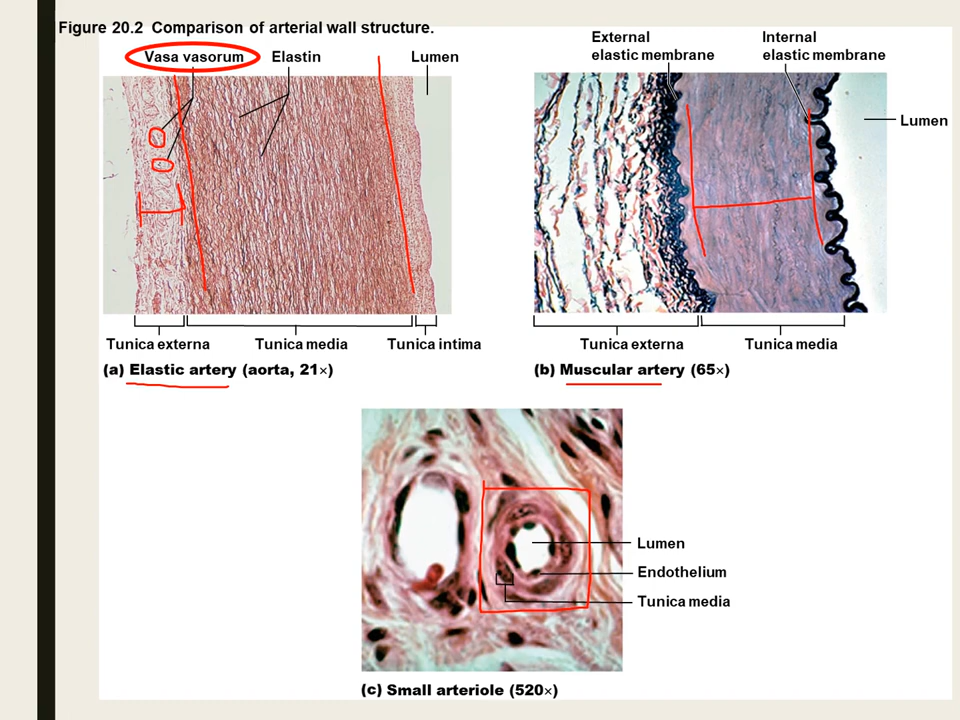 Figure 20.2 Comparison of arterial wall structure.
Vasa vasorum
Elastin
Lumen
Tunica externa
Tunica media
Tunica intima
(a) Elastic artery (aorta, 21×)
External
elastic membrane
Internal
elastic membrane
Lumen
Tunica externa
Tunica media
(b) Muscular artery (65×)
Lumen
Endothelium
Tunica media
(c) Small arteriole (520×)